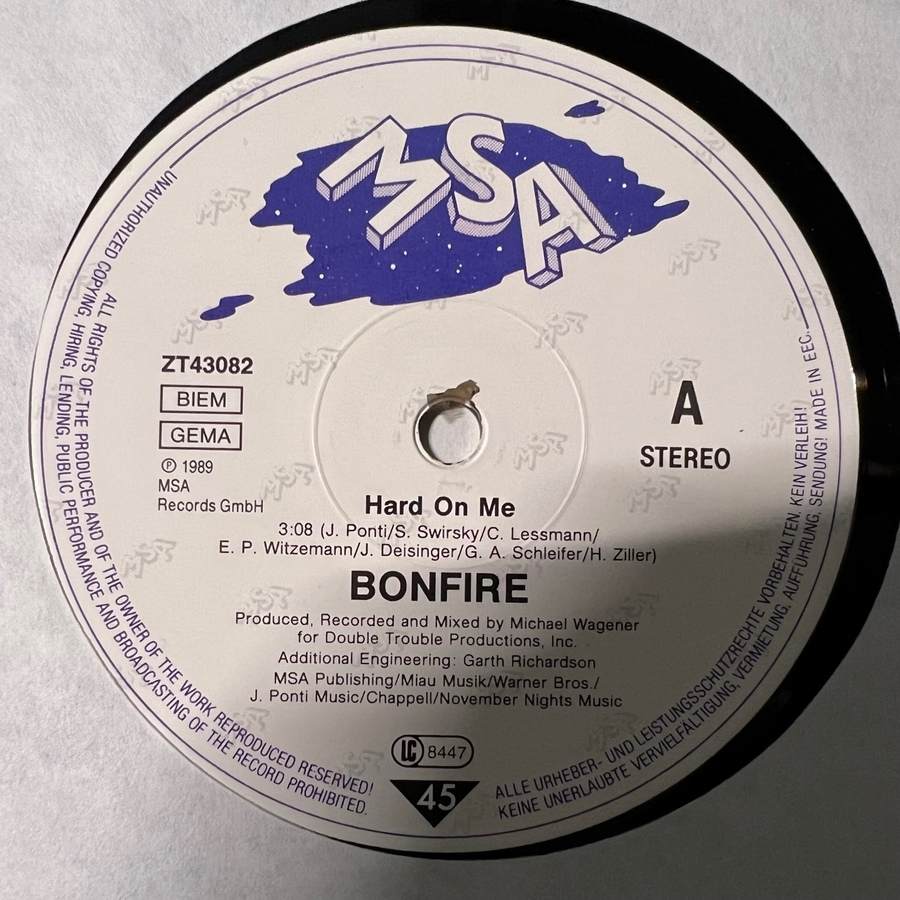 MSA
ZT43082
BIEM
GEMA
℗ 1989
MSA
Records GmbH
A
STEREO
Hard On Me
3:08 (J. Ponti/S. Swirsky/C. Lessmann/
E. P. Witzemann/J. Deisinger/G. A. Schleifer/H. Ziller)
BONFIRE
Produced, Recorded and Mixed by Michael Wagener
for Double Trouble Productions, Inc.
Additional Engineering: Garth Richardson
MSA Publishing/Miau Musik/Warner Bros./
J. Ponti Music/Chappell/November Nights Music
LC 8447
45
ALL RIGHTS OF THE PRODUCER AND OF THE OWNER OF THE WORK REPRODUCED RESERVED!
UNAUTHORIZED COPYING, HIRING, LENDING, PUBLIC PERFORMANCE AND BROADCASTING OF THE RECORD PROHIBITED.
ALLE URHEBER- UND LEISTUNGSSCHUTZRECHTE VORBEHALTEN. KEIN VERLEIH!
KEINE UNERLAUBTE VERVIELFÄLTIGUNG, VERMIETUNG, AUFFÜHRUNG, SENDUNG! MADE IN EEC.